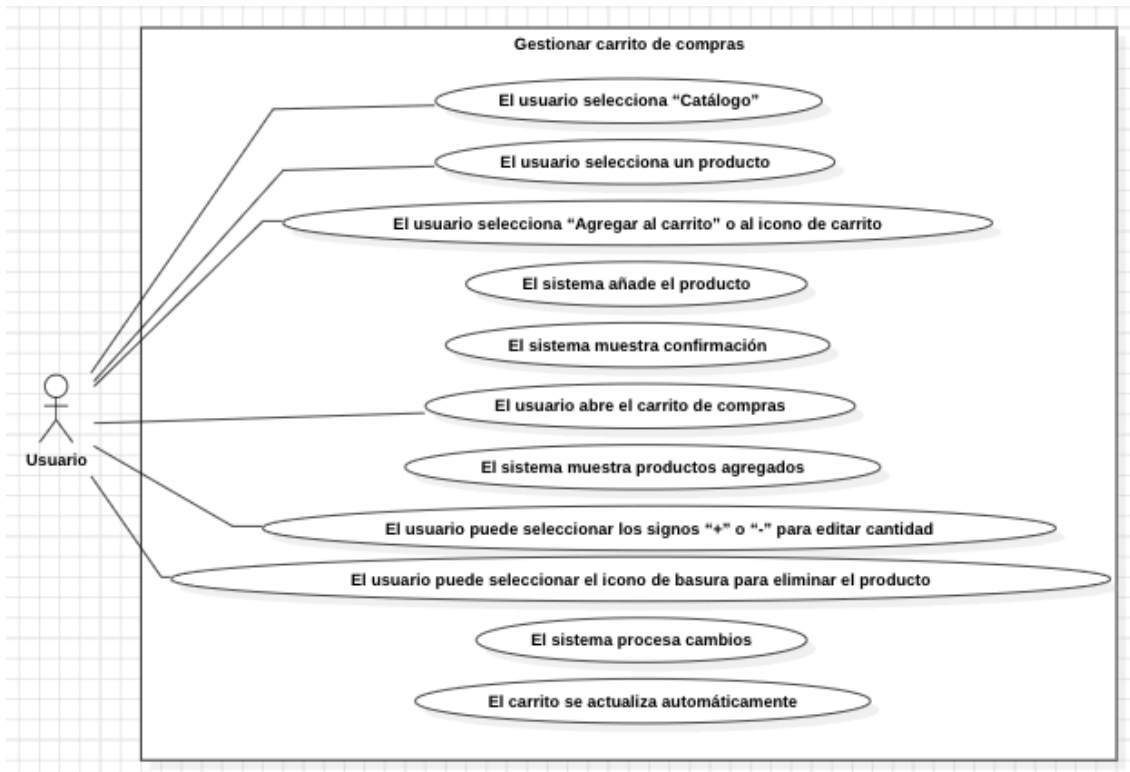 Gestionar carrito de compras
El usuario selecciona “Catálogo”
El usuario selecciona un producto
El usuario selecciona “Agregar al carrito” o al icono de carrito
El sistema añade el producto
El sistema muestra confirmación
El usuario abre el carrito de compras
Usuario
El sistema muestra productos agregados
El usuario puede seleccionar los signos “+” o “-” para editar cantidad
El usuario puede seleccionar el icono de basura para eliminar el producto
El sistema procesa cambios
El carrito se actualiza automáticamente